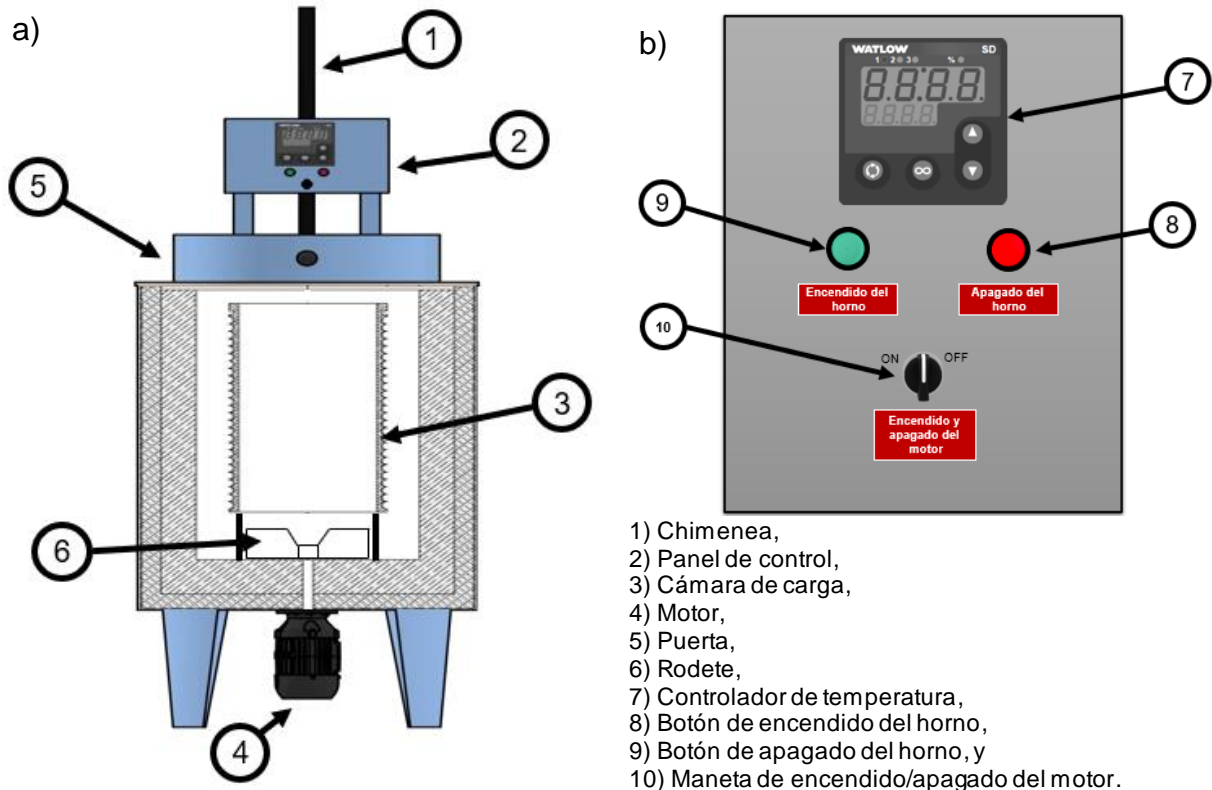 a)
1
2
5
3
6
4
b)
WATLOW SD
1 2 3 %
8.8:8.8.
8.8.8.8.
7
9
8
Encendido del
horno
Apagado del
horno
10
ON OFF
Encendido y
apagado del
motor
1) Chimenea,
2) Panel de control,
3) Cámara de carga,
4) Motor,
5) Puerta,
6) Rodete,
7) Controlador de temperatura,
8) Botón de encendido del horno,
9) Botón de apagado del horno, y
10) Maneta de encendido/apagado del motor.